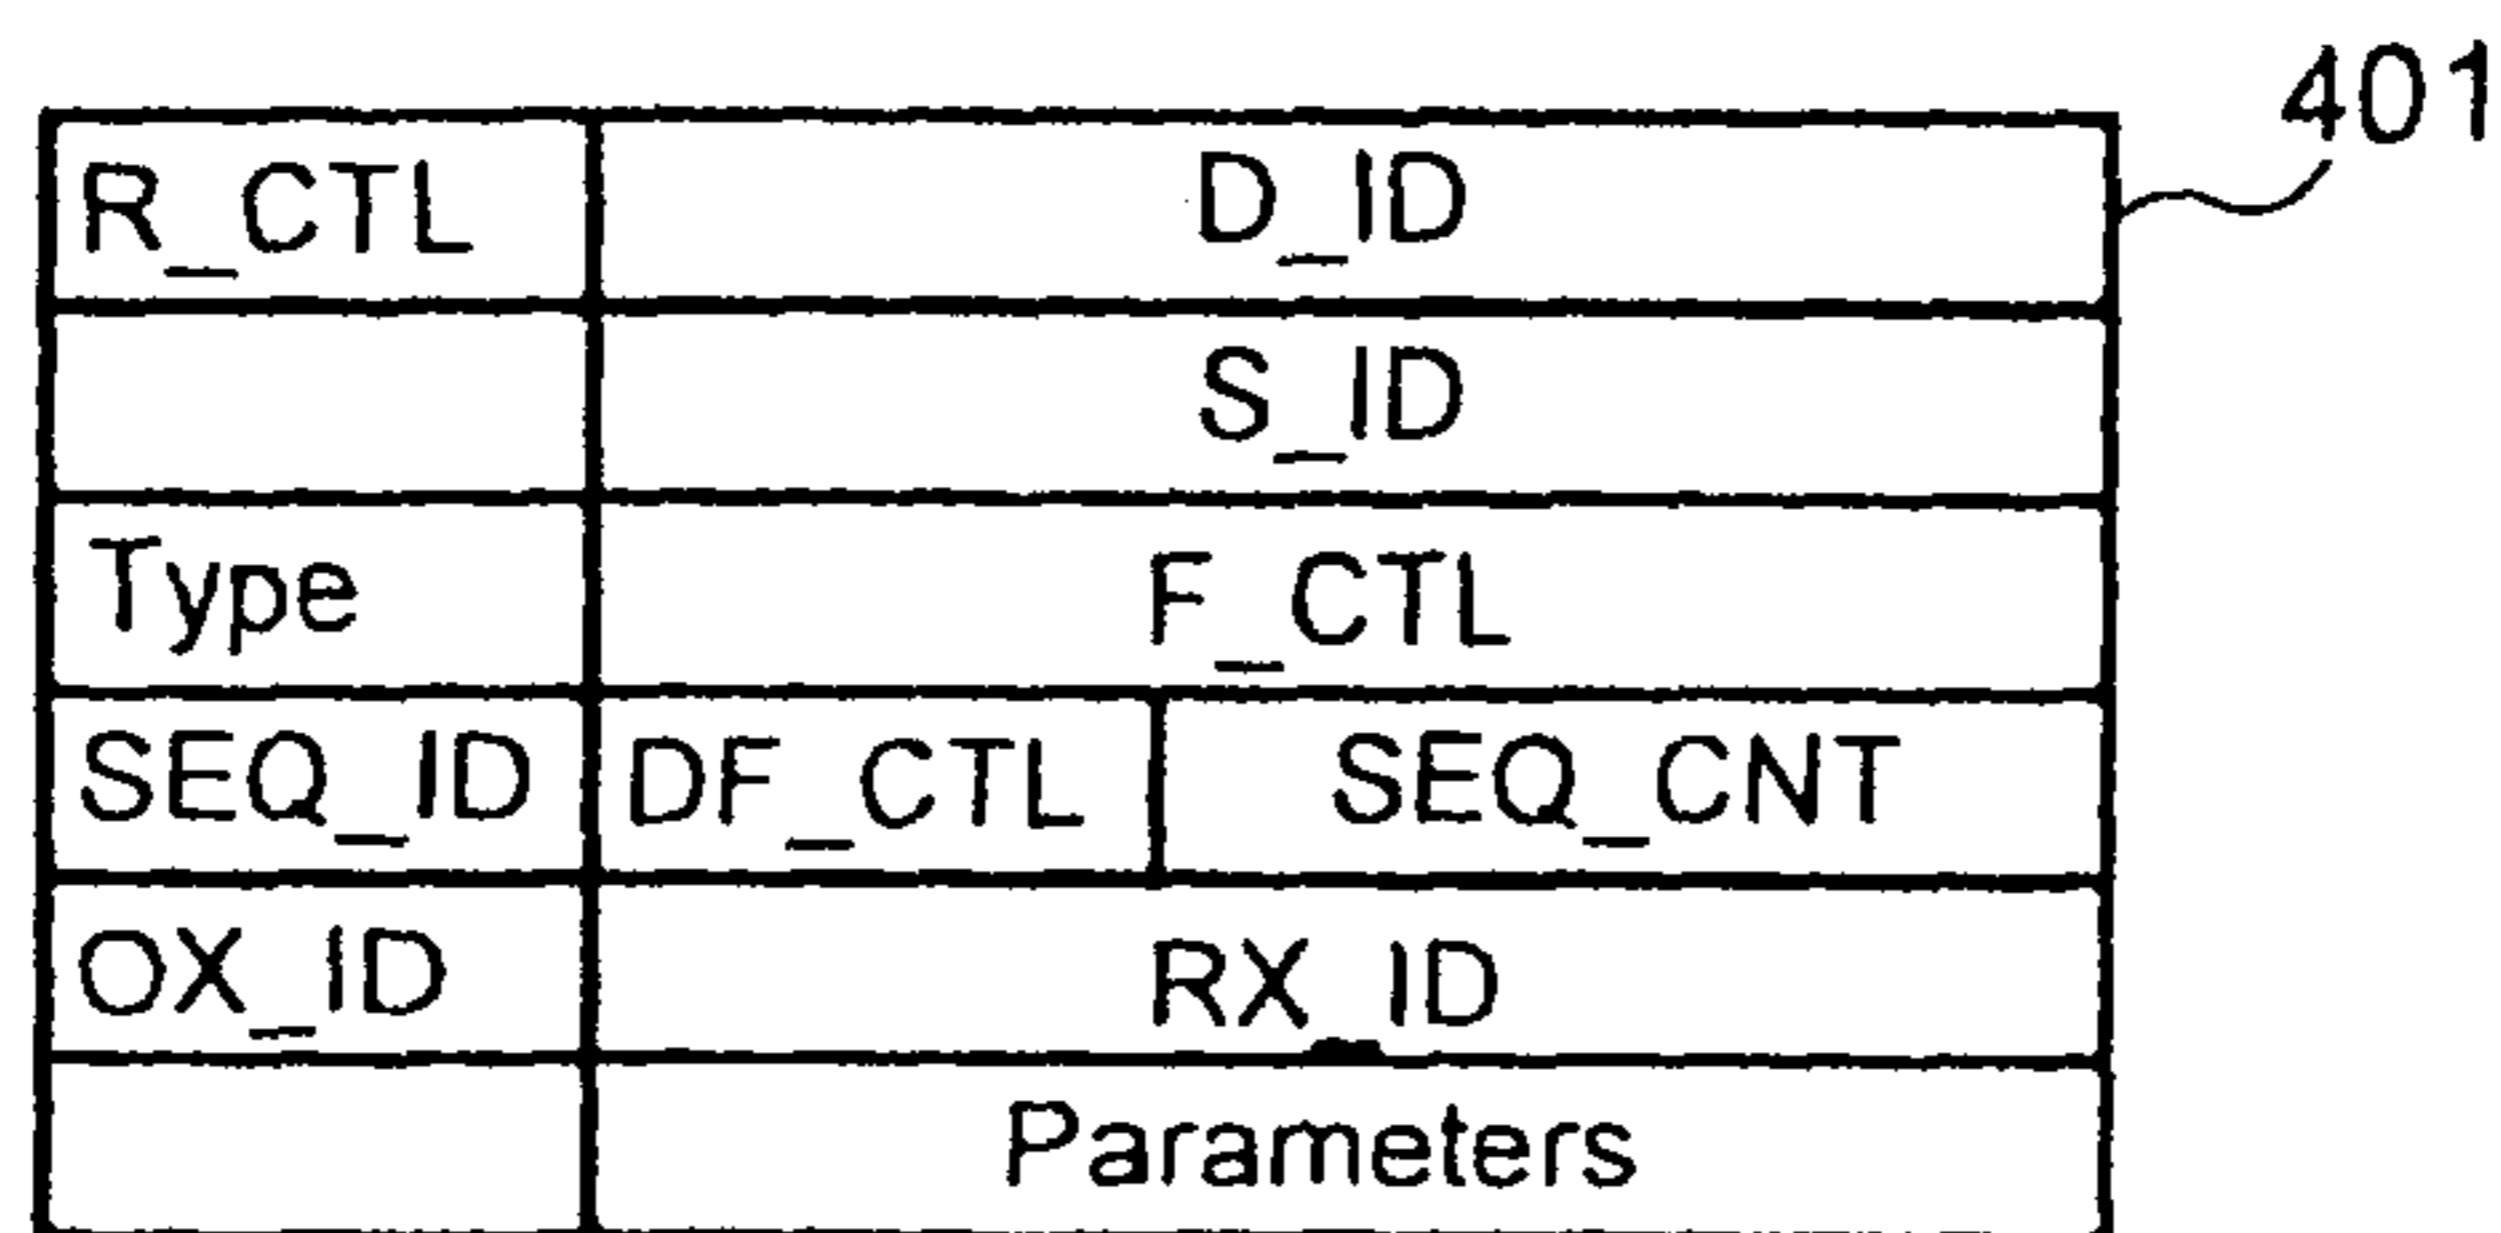 401
R_CTL D_ID
S_ID
Type F_CTL
SEQ_ID DF_CTL SEQ_CNT
OX_ID RX_ID
Parameters